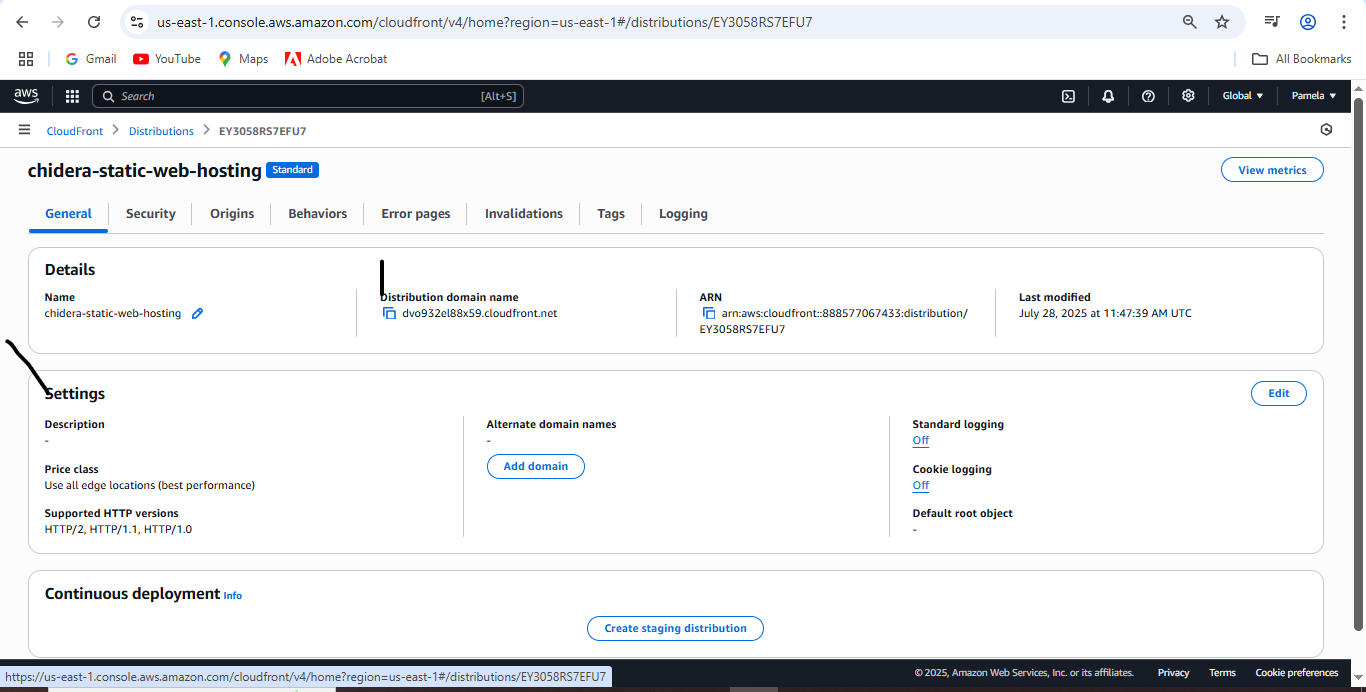 us-east-1.console.aws.amazon.com/cloudfront/v4/home?region=us-east-1#/distributions/EY3058RS7EFU7
Gmail YouTube Maps Adobe Acrobat All Bookmarks
aws Search [Alt+S] Global Pamela
CloudFront Distributions EY3058RS7EFU7
chidera-static-web-hosting Standard View metrics
General Security Origins Behaviors Error pages Invalidations Tags Logging
Details
Name Distribution domain name ARN Last modified
chidera-static-web-hosting dvo932el88x59.cloudfront.net arn:aws:cloudfront::888577067433:distribution/ July 28, 2025 at 11:47:39 AM UTC
EY3058RS7EFU7
Settings Edit
Description Alternate domain names Standard logging
- - Off
Price class Add domain Cookie logging
Use all edge locations (best performance) Off
Supported HTTP versions Default root object
HTTP/2, HTTP/1.1, HTTP/1.0 -
Continuous deployment Info
Create staging distribution
© 2025, Amazon Web Services, Inc. or its affiliates. Privacy Terms Cookie preferences
https://us-east-1.console.aws.amazon.com/cloudfront/v4/home?region=us-east-1#/distributions/EY3058RS7EFU7